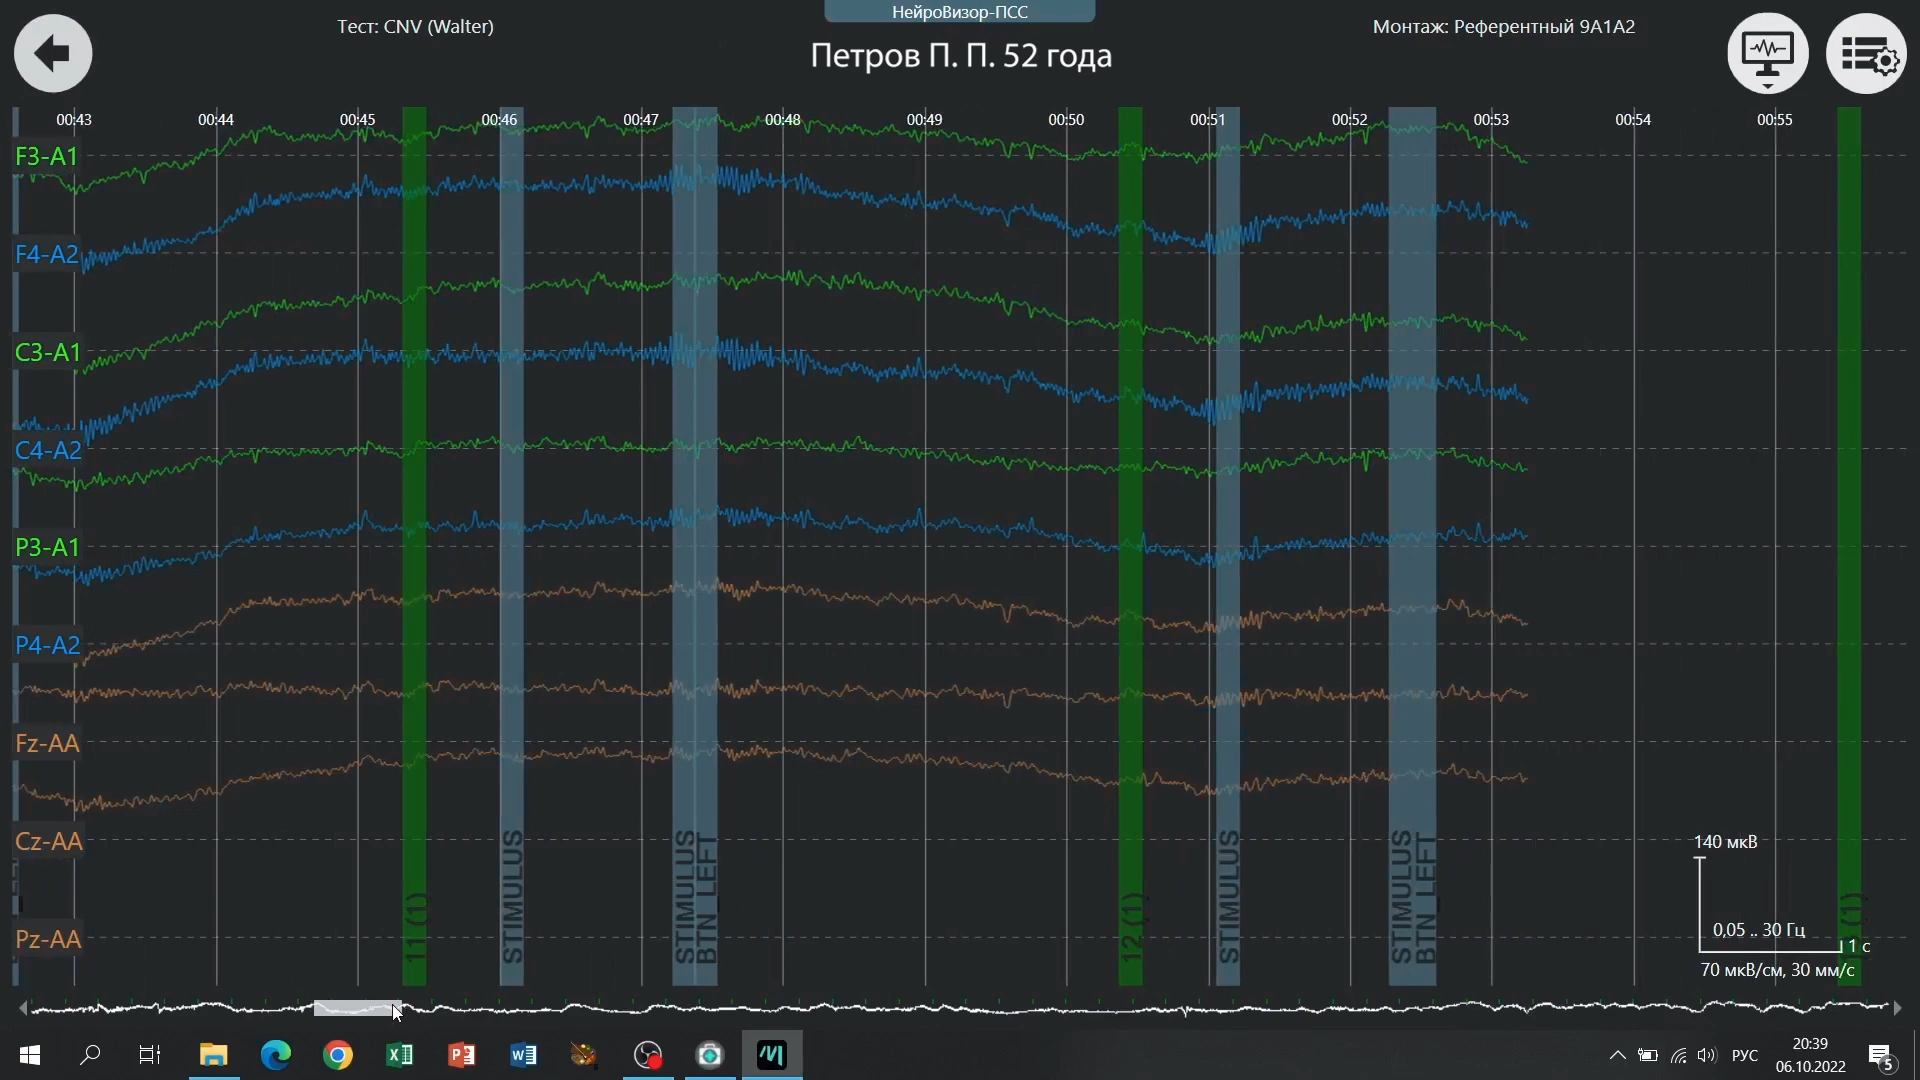 НейроВизор-ПСС
Тест: CNV (Walter)
Монтаж: Референтный 9A1A2
Петров П. П. 52 года
00:43 00:44 00:45 00:46 00:47 00:48 00:49 00:50 00:51 00:52 00:53 00:54 00:55
F3-A1
F4-A2
C3-A1
C4-A2
P3-A1
P4-A2
Fz-AA
Cz-AA
Pz-AA
11 (1)
STIMULUS
STIMULUS
BTN_LEFT
12 (1)
STIMULUS
STIMULUS
BTN_LEFT
140 мкВ
0,05 .. 30 Гц
1 с
70 мкВ/см, 30 мм/с
РУС
20:39
06.10.2022
5